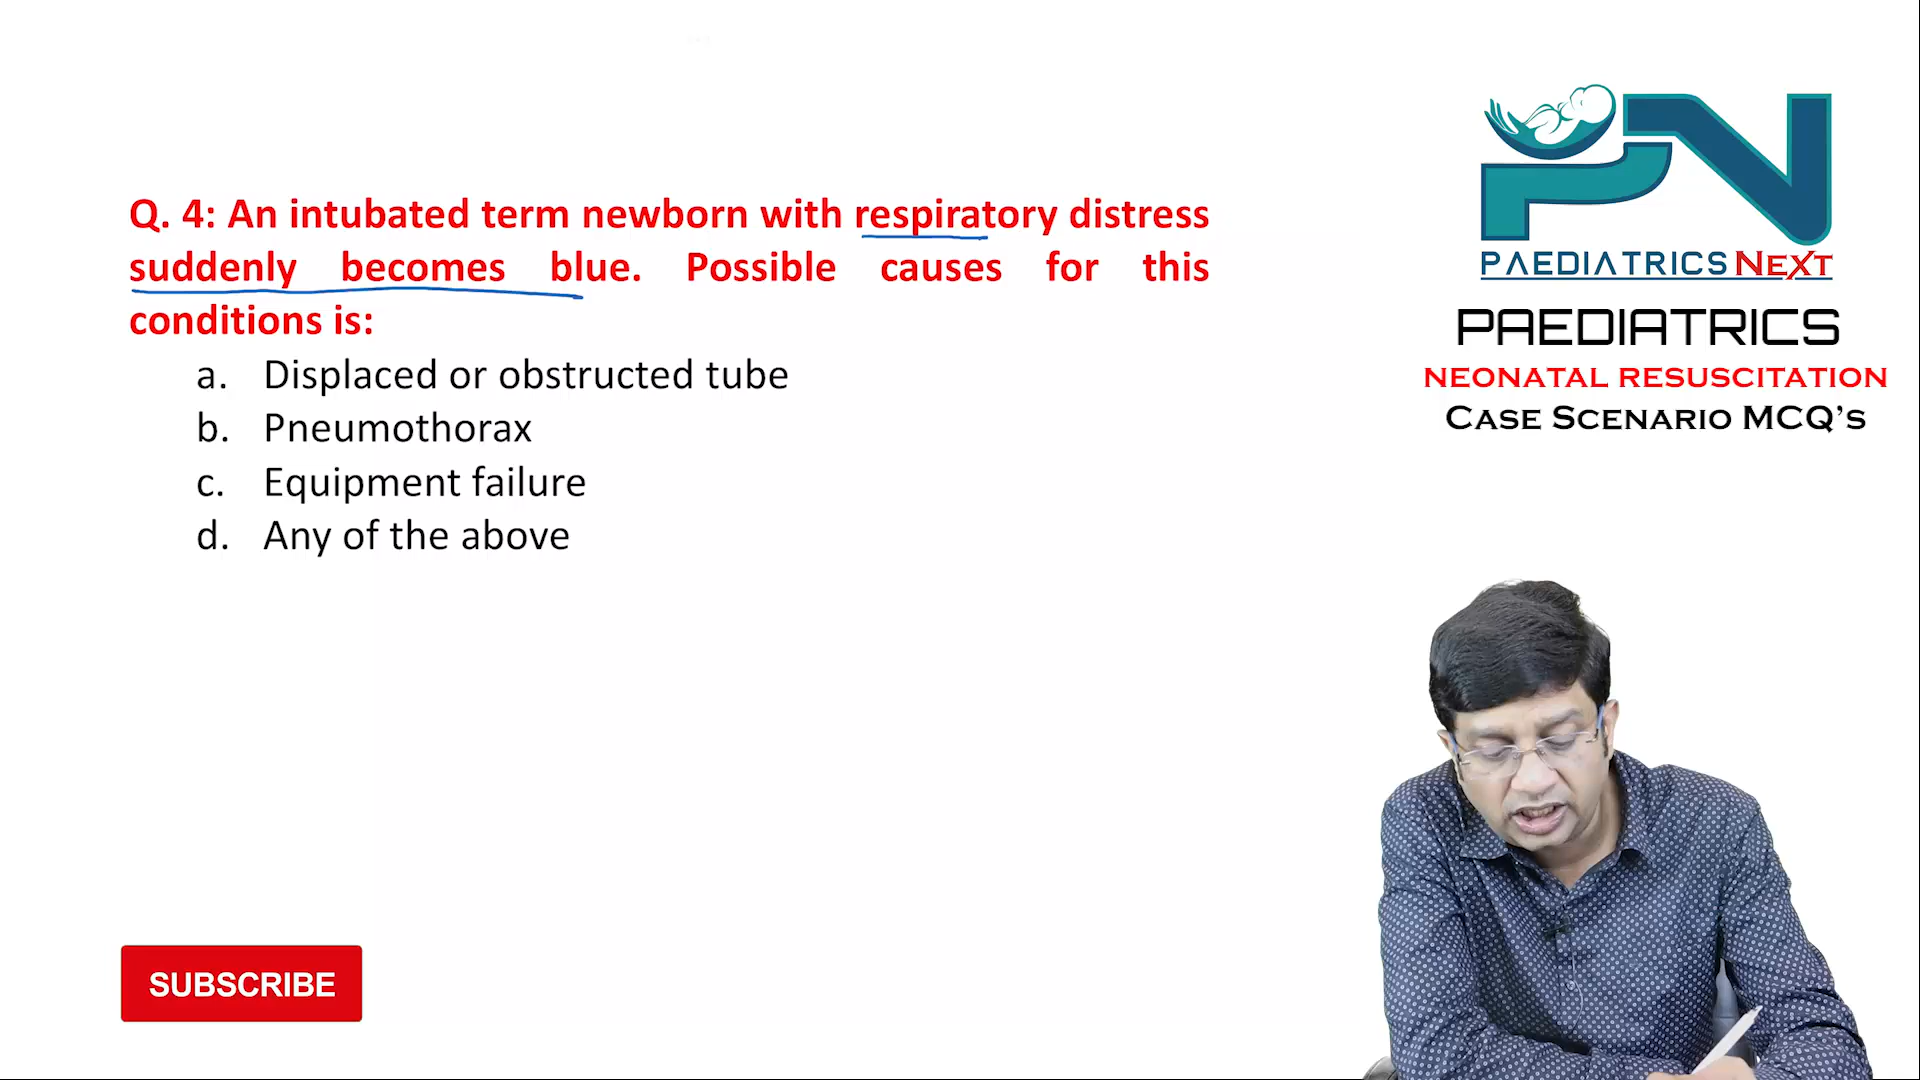 Q. 4: An intubated term newborn with respiratory distress
suddenly becomes blue. Possible causes for this
conditions is:
a. Displaced or obstructed tube
b. Pneumothorax
c. Equipment failure
d. Any of the above
SUBSCRIBE
PN
PAEDIATRICS NEXT
PAEDIATRICS
NEONATAL RESUSCITATION
CASE SCENARIO MCQ'S